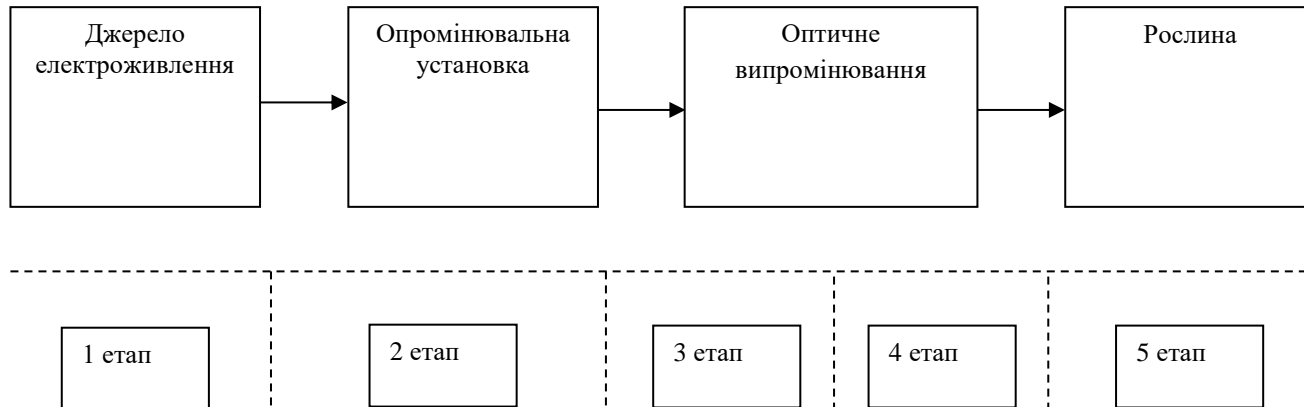 Джерело
електроживлення
Опромінювальна
установка
Оптичне
випромінювання
Рослина
1 етап
2 етап
3 етап
4 етап
5 етап